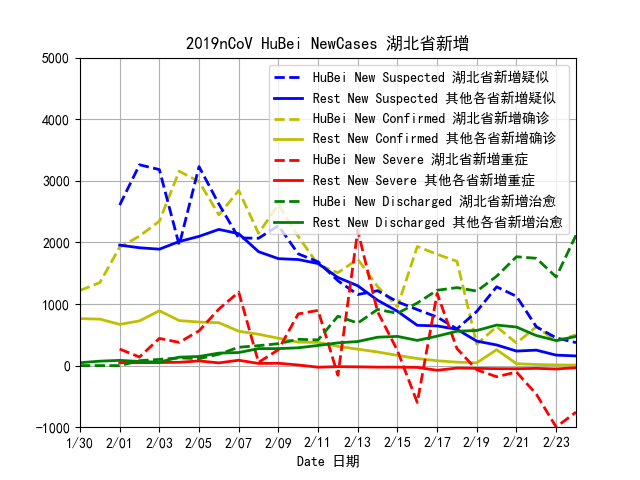 2019nCoV HuBei NewCases 湖北省新增
HuBei New Suspected 湖北省新增疑似
Rest New Suspected 其他各省新增疑似
HuBei New Confirmed 湖北省新增确诊
Rest New Confirmed 其他各省新增确诊
HuBei New Severe 湖北省新增重症
Rest New Severe 其他各省新增重症
HuBei New Discharged 湖北省新增治愈
Rest New Discharged 其他各省新增治愈
5000
4000
3000
2000
1000
0
-1000
1/30 2/01 2/03 2/05 2/07 2/09 2/11 2/13 2/15 2/17 2/19 2/21 2/23
Date 日期